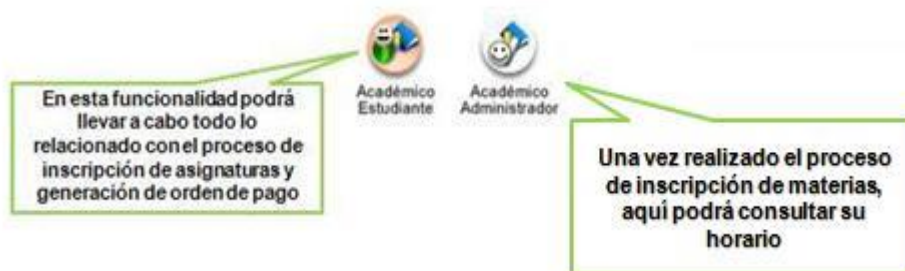 En esta funcionalidad podrá
llevar a cabo todo lo
relacionado con el proceso de
inscripción de asignaturas y
generación de orden de pago
Académico
Estudiante
Académico
Administrador
Una vez realizado el proceso
de inscripción de materias,
aquí podrá consultar su
horario